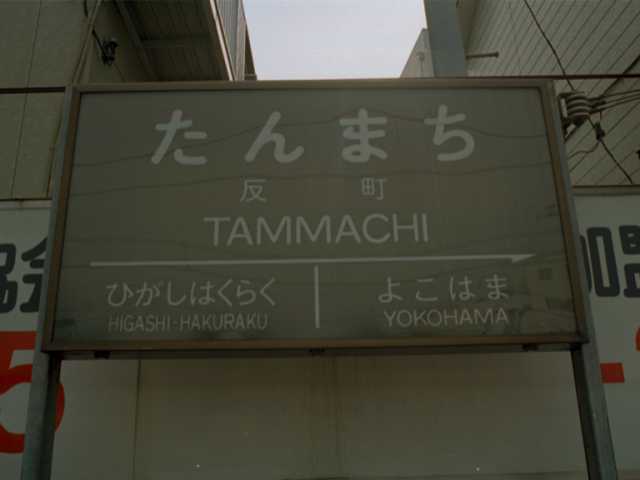 たんまち
反町
TAMMACHI
ひがしはくらく よこはま
HIGASHI-HAKURAKU YOKOHAMA
5